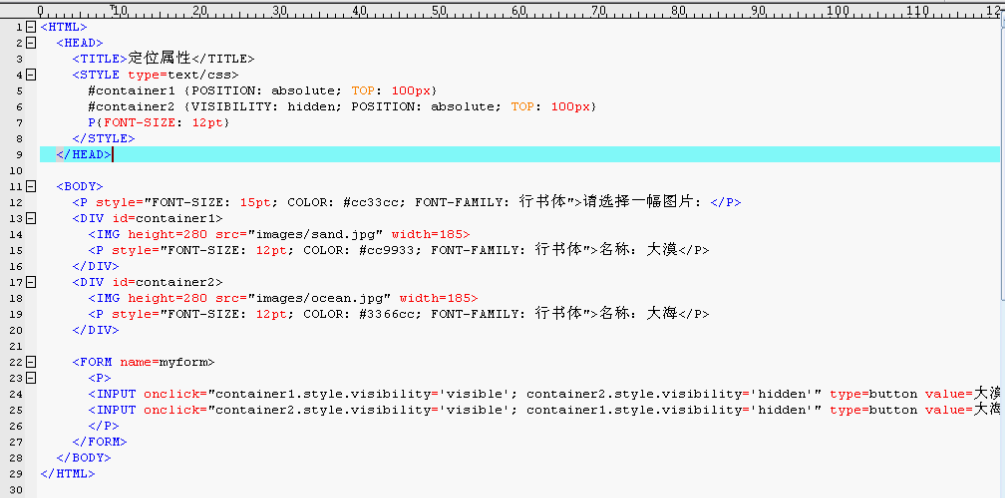 0 10 20 30 40 50 60 70 80 90 100 110 12
1 <HTML>
2 <HEAD>
3 <TITLE>定位属性</TITLE>
4 <STYLE type=text/css>
5 #container1 {POSITION: absolute; TOP: 100px}
6 #container2 {VISIBILITY: hidden; POSITION: absolute; TOP: 100px}
7 P{FONT-SIZE: 12pt}
8 </STYLE>
9 </HEAD>
10
11 <BODY>
12 <P style="FONT-SIZE: 15pt; COLOR: #cc33cc; FONT-FAMILY: 行书体">请选择一幅图片：</P>
13 <DIV id=container1>
14 <IMG height=280 src="images/sand.jpg" width=185>
15 <P style="FONT-SIZE: 12pt; COLOR: #cc9933; FONT-FAMILY: 行书体">名称：大漠</P>
16 </DIV>
17 <DIV id=container2>
18 <IMG height=280 src="images/ocean.jpg" width=185>
19 <P style="FONT-SIZE: 12pt; COLOR: #3366cc; FONT-FAMILY: 行书体">名称：大海</P>
20 </DIV>
21
22 <FORM name=myform>
23 <P>
24 <INPUT onclick="container1.style.visibility='visible'; container2.style.visibility='hidden'" type=button value=大漠
25 <INPUT onclick="container2.style.visibility='visible'; container1.style.visibility='hidden'" type=button value=大海
26 </P>
27 </FORM>
28 </BODY>
29 </HTML>
30